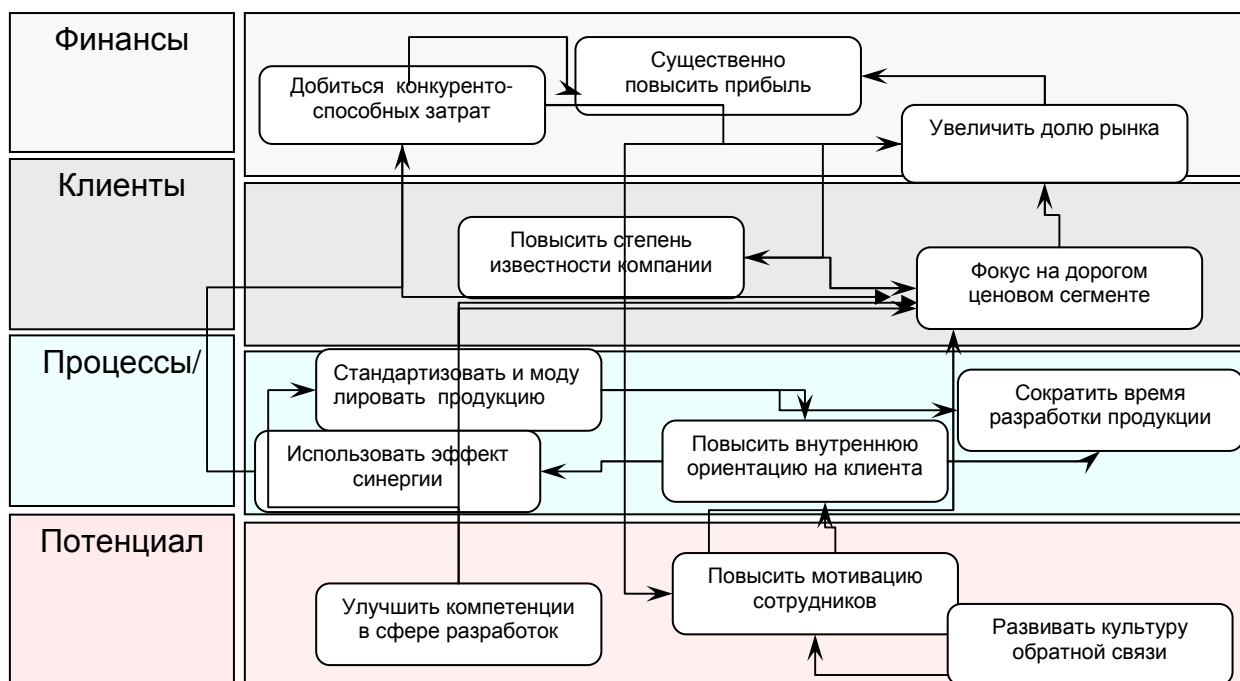 Финансы
Добиться конкуренто-
способных затрат
Существенно
повысить прибыль
Увеличить долю рынка
Клиенты
Повысить степень
известности компании
Фокус на дорогом
ценовом сегменте
Процессы/
Стандартизовать и моду
лировать продукцию
Сократить время
разработки продукции
Использовать эффект
синергии
Повысить внутреннюю
ориентацию на клиента
Потенциал
Улучшить компетенции
в сфере разработок
Повысить мотивацию
сотрудников
Развивать культуру
обратной связи